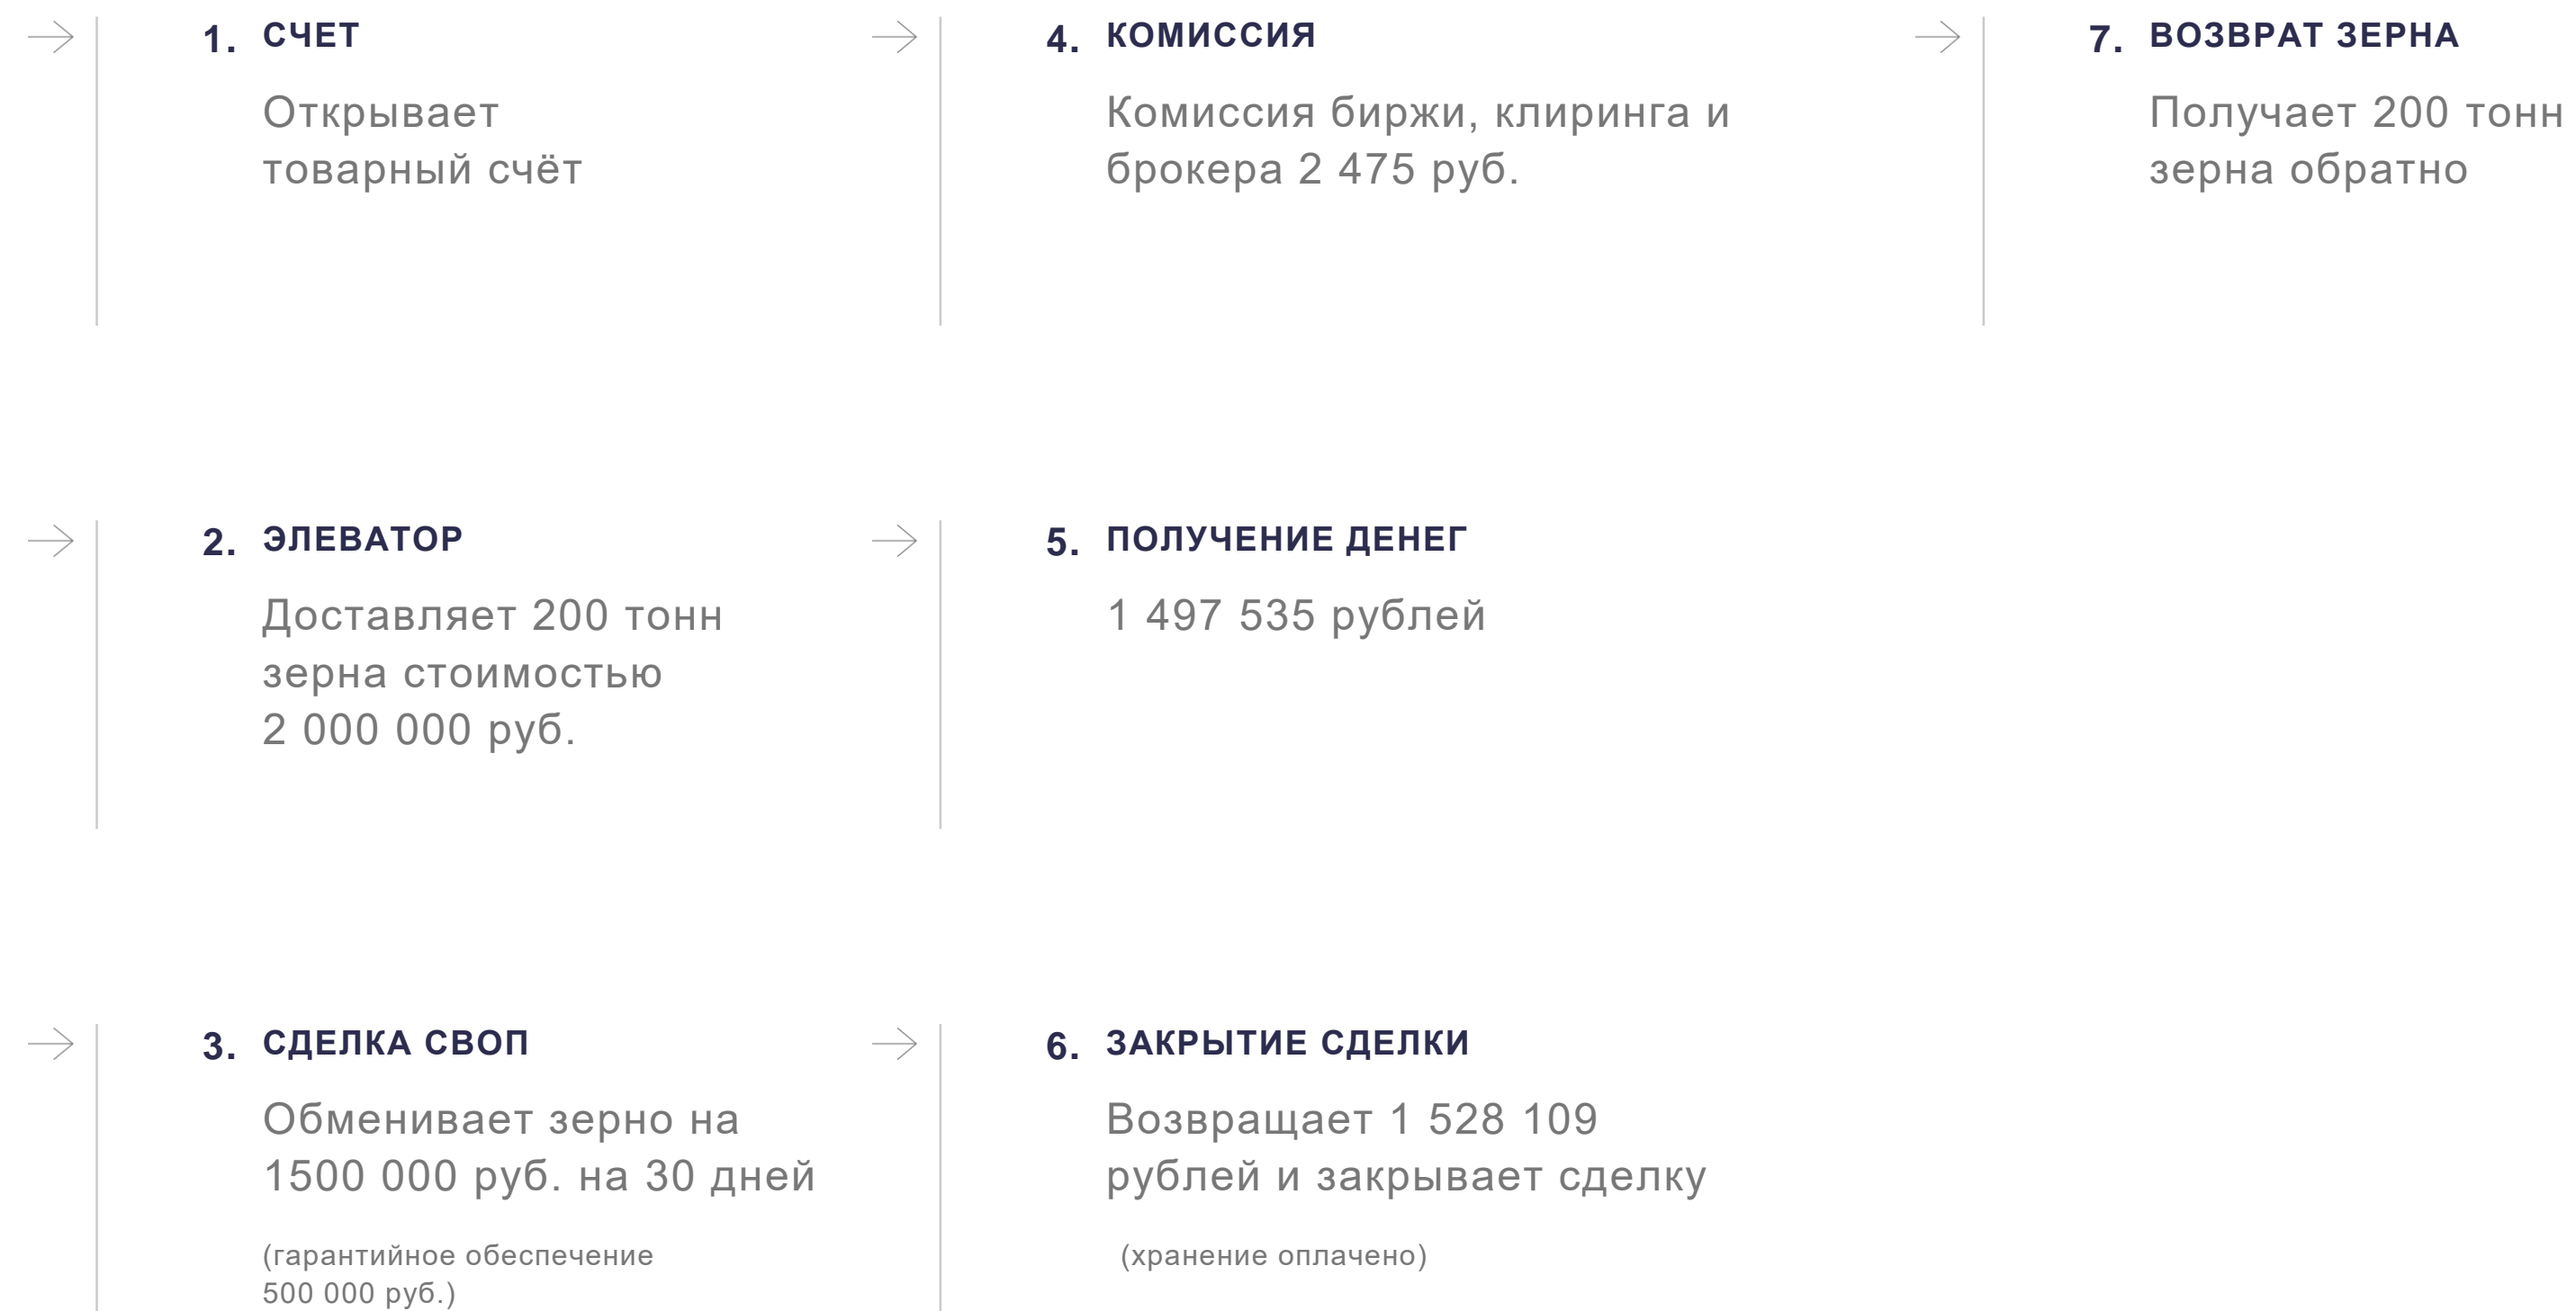 1. СЧЕТ
Открывает
товарный счёт
2. ЭЛЕВАТОР
Доставляет 200 тонн
зерна стоимостью
2 000 000 руб.
3. СДЕЛКА СВОП
Обменивает зерно на
1500 000 руб. на 30 дней
(гарантийное обеспечение
500 000 руб.)
4. КОМИССИЯ
Комиссия биржи, клиринга и
брокера 2 475 руб.
5. ПОЛУЧЕНИЕ ДЕНЕГ
1 497 535 рублей
6. ЗАКРЫТИЕ СДЕЛКИ
Возвращает 1 528 109
рублей и закрывает сделку
(хранение оплачено)
7. ВОЗВРАТ ЗЕРНА
Получает 200 тонн
зерна обратно